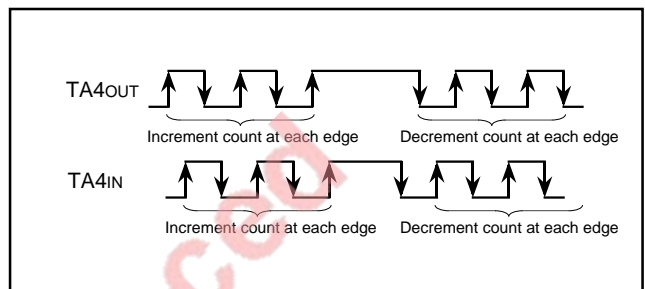 TA4OUT
Increment count at each edge Decrement count at each edge
TA4IN
Increment count at each edge Decrement count at each edge
ced